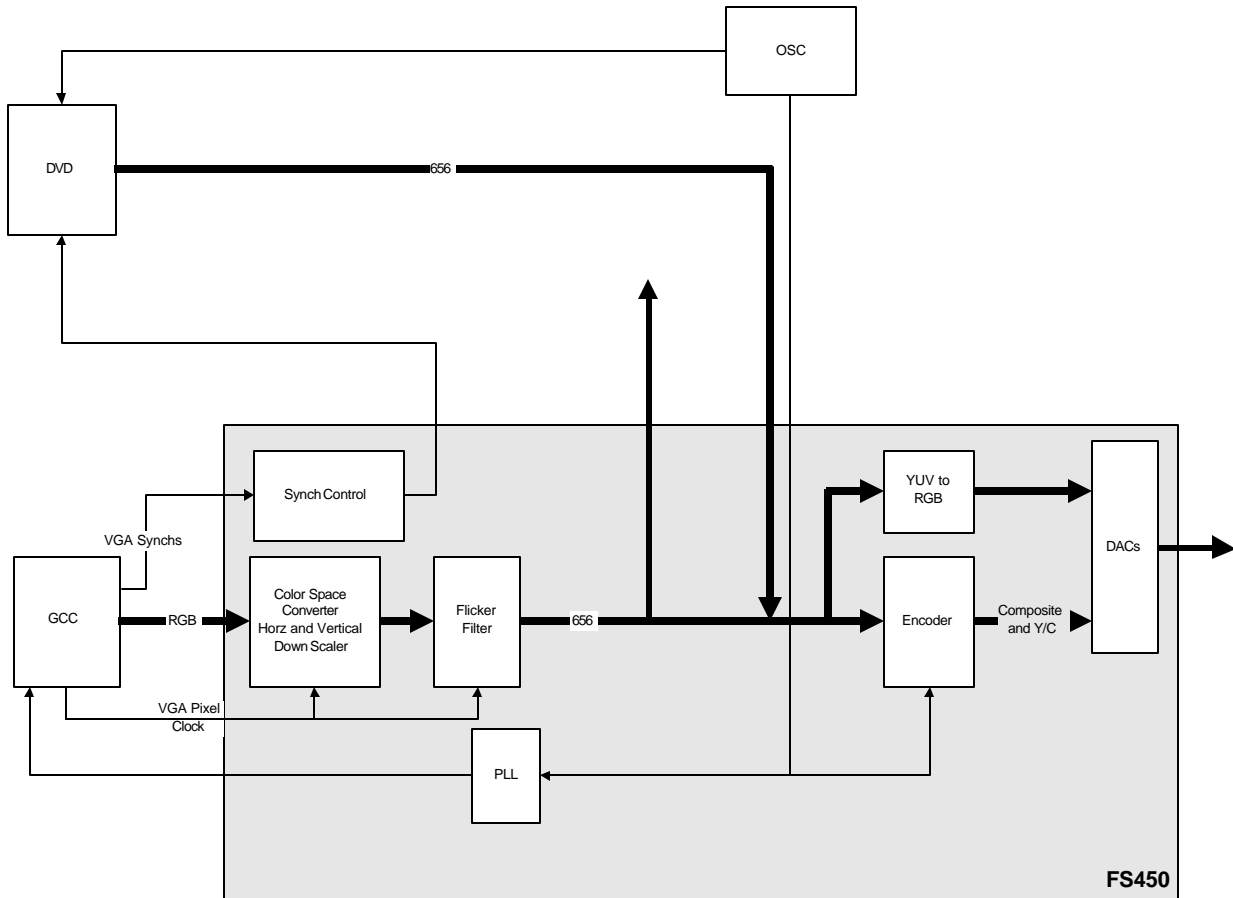 OSC
DVD
656
Synch Control
YUV to
RGB
VGA Synchs
DACs
GCC
RGB
Color Space
Converter
Horz and Vertical
Down Scaler
Flicker
Filter
656
Encoder
Composite
and Y/C
VGA Pixel
Clock
PLL
FS450